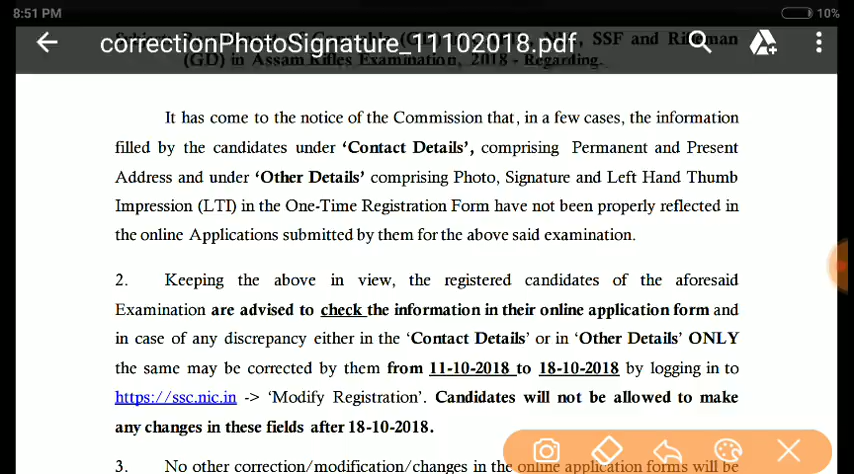 8:51 PM
10%
correctionPhotoSignature_11102018.pdf
SSF and Rifleman
(GD) in Assam Rifles Examination, 2018 - Regarding.
It has come to the notice of the Commission that, in a few cases, the information
filled by the candidates under ‘Contact Details’, comprising Permanent and Present
Address and under ‘Other Details’ comprising Photo, Signature and Left Hand Thumb
Impression (LTI) in the One-Time Registration Form have not been properly reflected in
the online Applications submitted by them for the above said examination.
2. Keeping the above in view, the registered candidates of the aforesaid
Examination are advised to check the information in their online application form and
in case of any discrepancy either in the ‘Contact Details’ or in ‘Other Details’ ONLY
the same may be corrected by them from 11-10-2018 to 18-10-2018 by logging in to
https://ssc.nic.in -> ‘Modify Registration’. Candidates will not be allowed to make
any changes in these fields after 18-10-2018.
3. No other correction/modification/changes in the online application forms will be